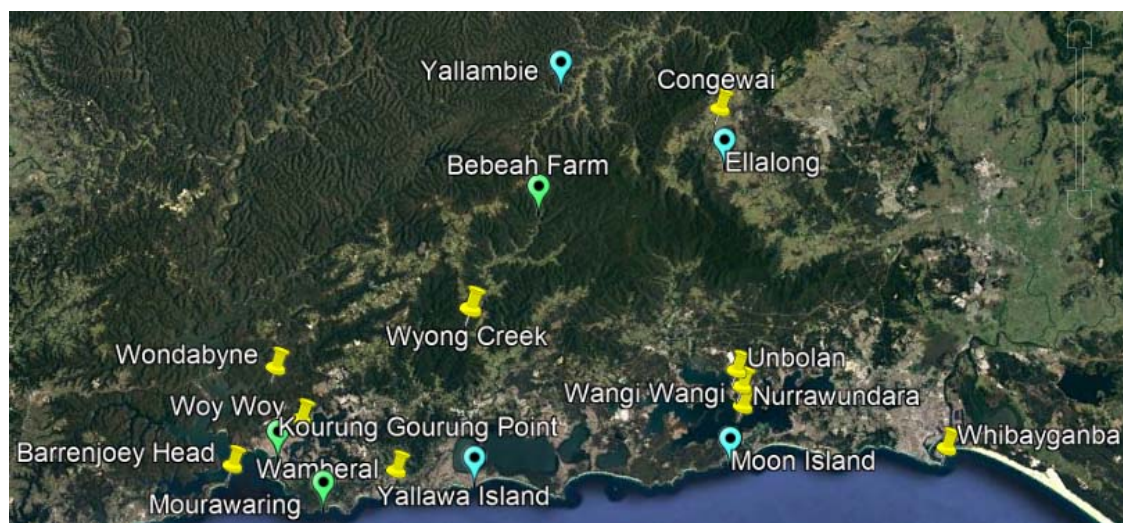 Yallambie
Congewai
Ellalong
Bebeah Farm
Wyong Creek
Wondabyne
Unbolan
Wangi Wangi
Nurrawundara
Woy Woy
Kourung Gourung Point
Whibayganba
Barrenjoey Head
Moon Island
Wamberal
Yallawa Island
Mourawaring